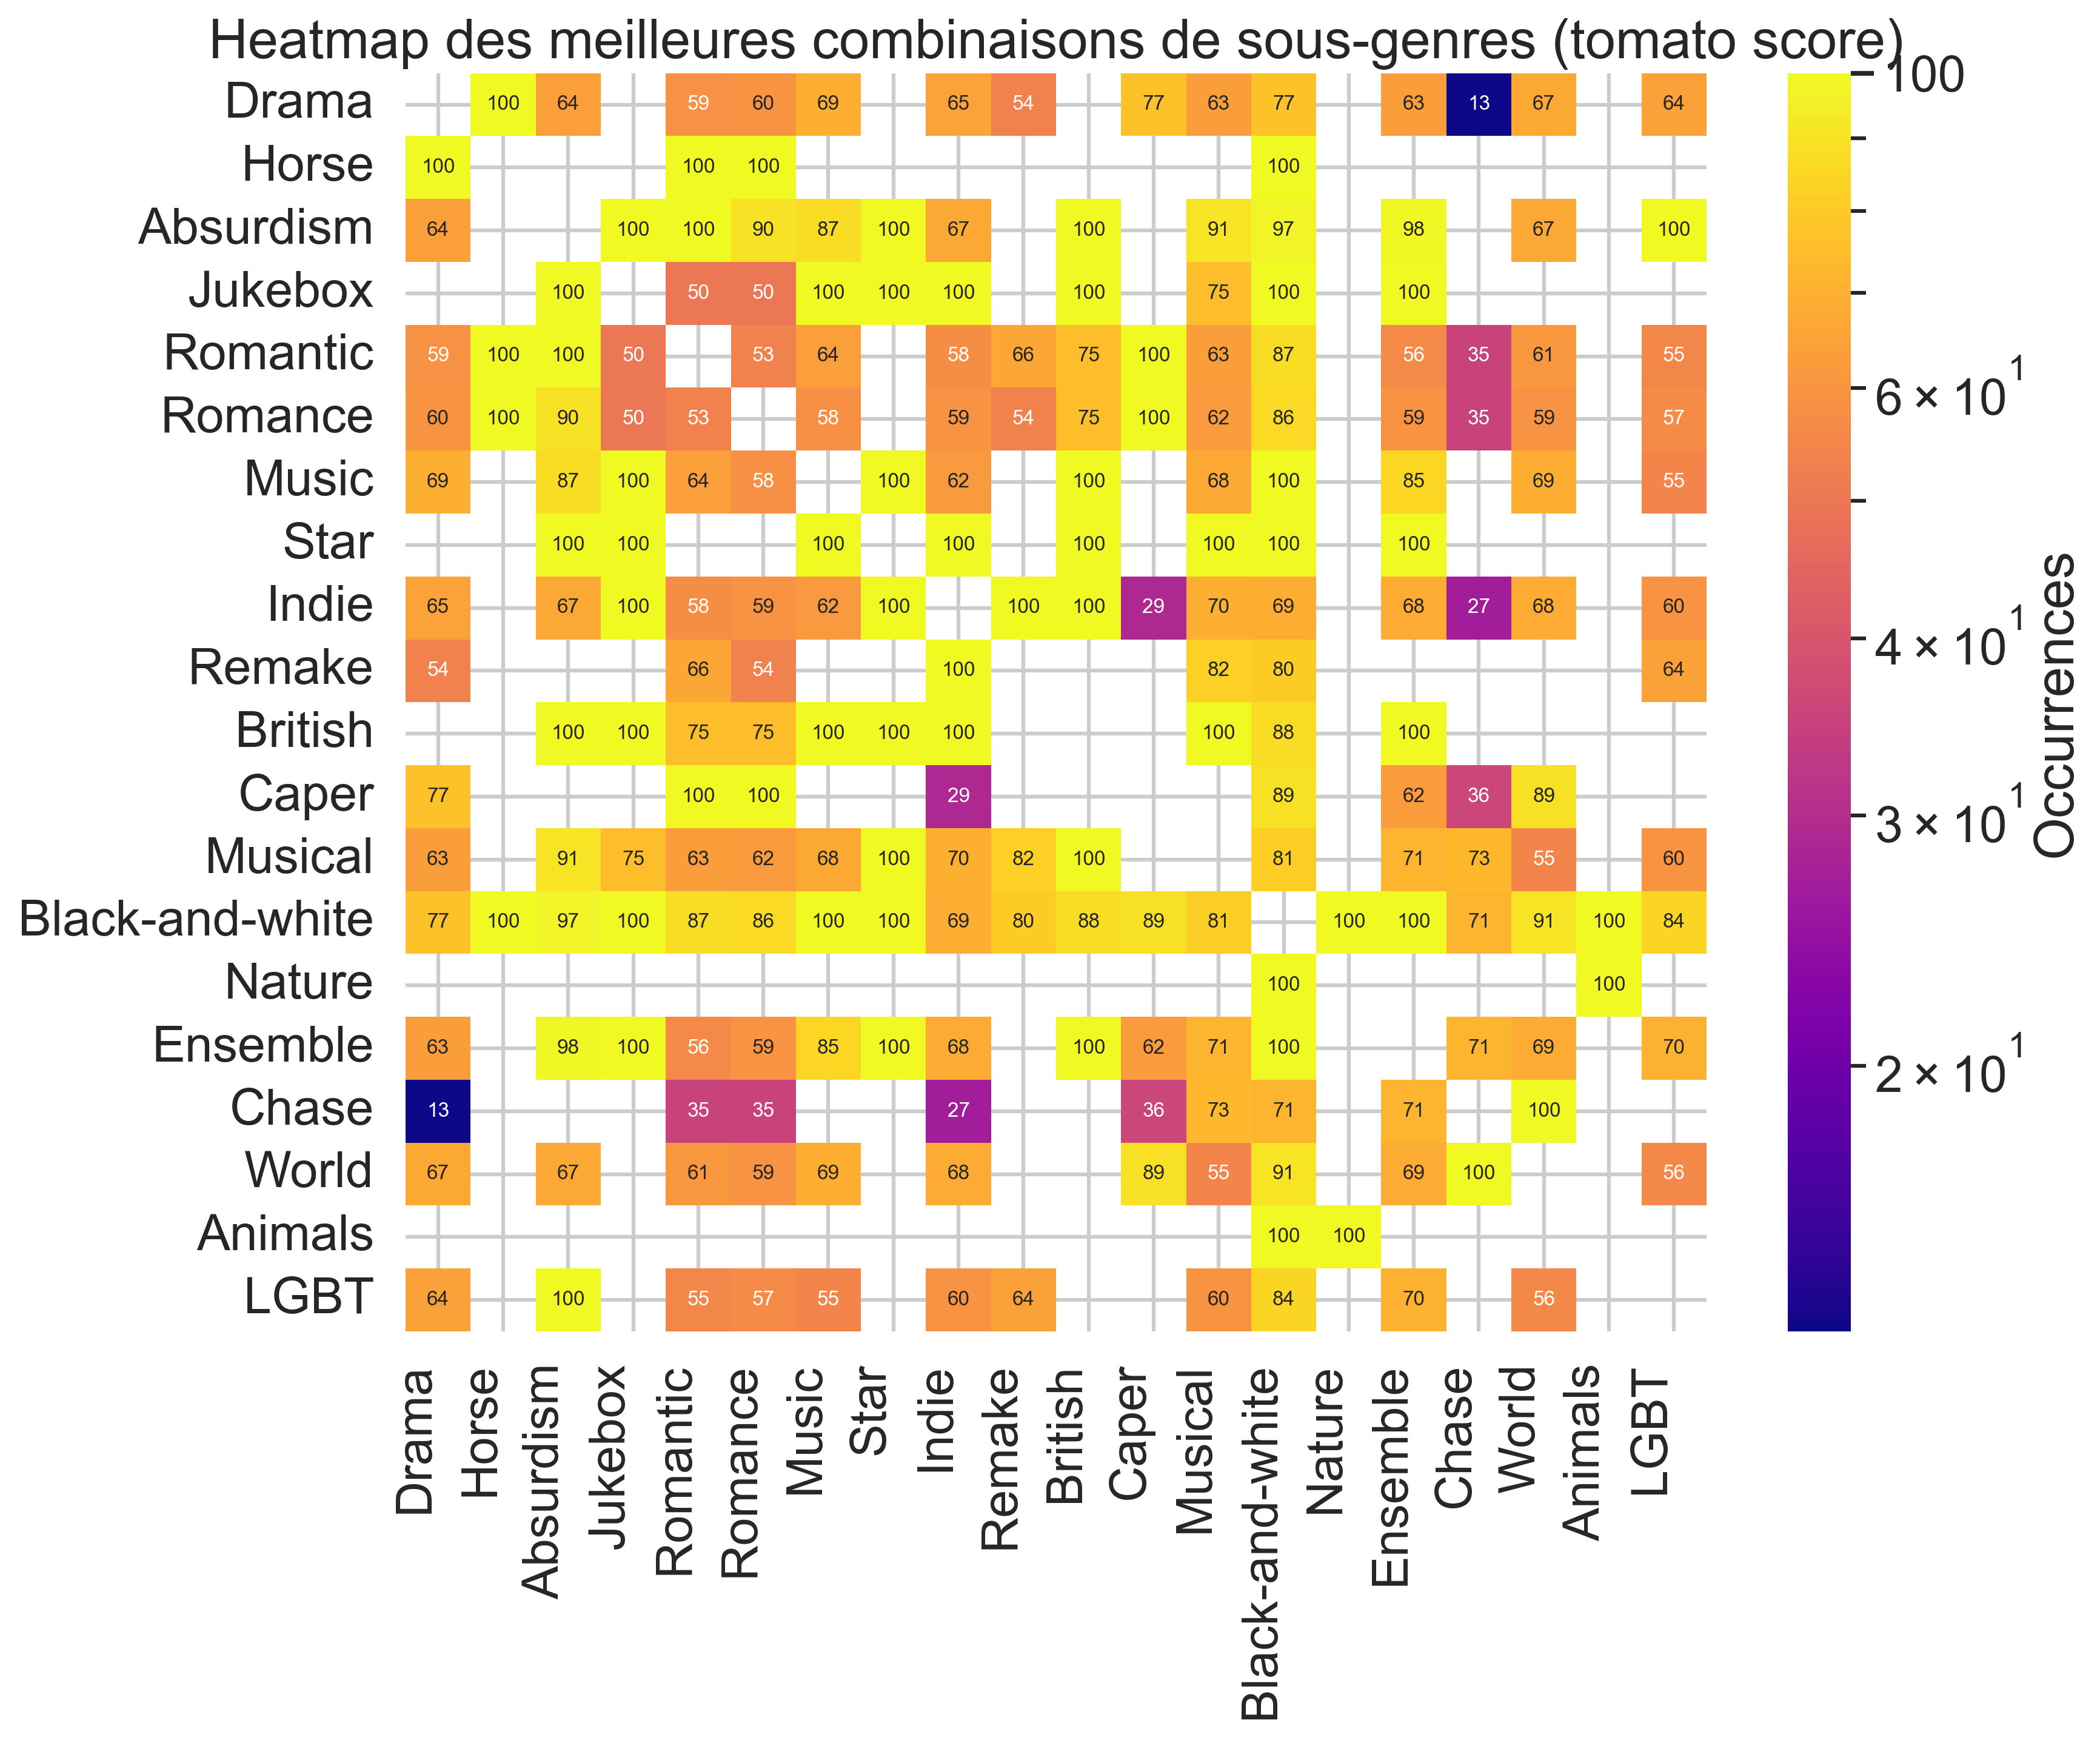 Heatmap des meilleures combinaisons de sous-genres (tomato score)
Drama 100 64 59 60 69 65 54 77 63 77 63 13 67 64
Horse 100 100 100 100
Absurdism 64 100 100 90 87 100 67 100 91 97 98 67 100
Jukebox 100 50 50 100 100 100 100 75 100 100
Romantic 59 100 100 50 53 64 58 66 75 100 63 87 56 35 61 55
Romance 60 100 90 50 53 58 59 54 75 100 62 86 59 35 59 57
Music 69 87 100 64 58 100 62 100 68 100 85 69 55
Star 100 100 100 100 100 100 100 100
Indie 65 67 100 58 59 62 100 100 100 29 70 69 68 27 68 60
Remake 54 66 54 100 82 80 64
British 100 100 75 75 100 100 100 100 88 100
Caper 77 100 100 29 89 62 36 89
Musical 63 91 75 63 62 68 100 70 82 100 81 71 73 55 60
Black-and-white 77 100 97 100 87 86 100 100 69 80 88 89 81 100 100 71 91 100 84
Nature 100 100
Ensemble 63 98 100 56 59 85 100 68 100 62 71 100 71 69 70
Chase 13 35 35 27 36 73 71 71 100
World 67 67 61 59 69 68 89 55 91 69 100 56
Animals 100 100
LGBT 64 100 55 57 55 60 64 60 84 70 56
Drama
Horse
Absurdism
Jukebox
Romantic
Romance
Music
Star
Indie
Remake
British
Caper
Musical
Black-and-white
Nature
Ensemble
Chase
World
Animals
LGBT
100
6 × 10¹
4 × 10¹
3 × 10¹
2 × 10¹
Occurrences